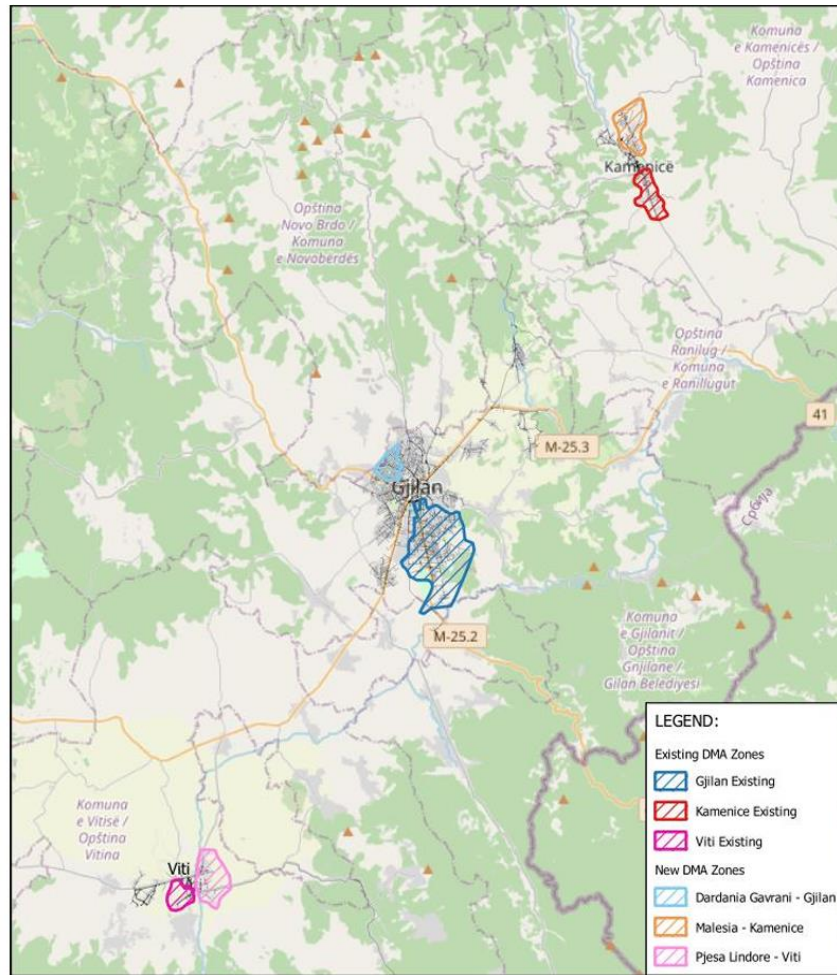 Komuna
e Kamenicës /
Opština
Kamenica
Kamenicë
Opština
Novo Brdo /
Komuna
e Novobërdës
Opština
Ranilug /
Komuna
e Ranillugut
41
M-25.3
Gjilan
Србија
M-25.2
Komuna
e Gjilanit /
Opština
Gnjilane /
Gilan Belediyesi
Komuna
e Vitisë /
Opština
Vitina
Viti
LEGEND:
Existing DMA Zones
Gjilan Existing
Kamenice Existing
Viti Existing
New DMA Zones
Dardania Gavrani - Gjilan
Malesia - Kamenice
Pjesa Lindore - Viti